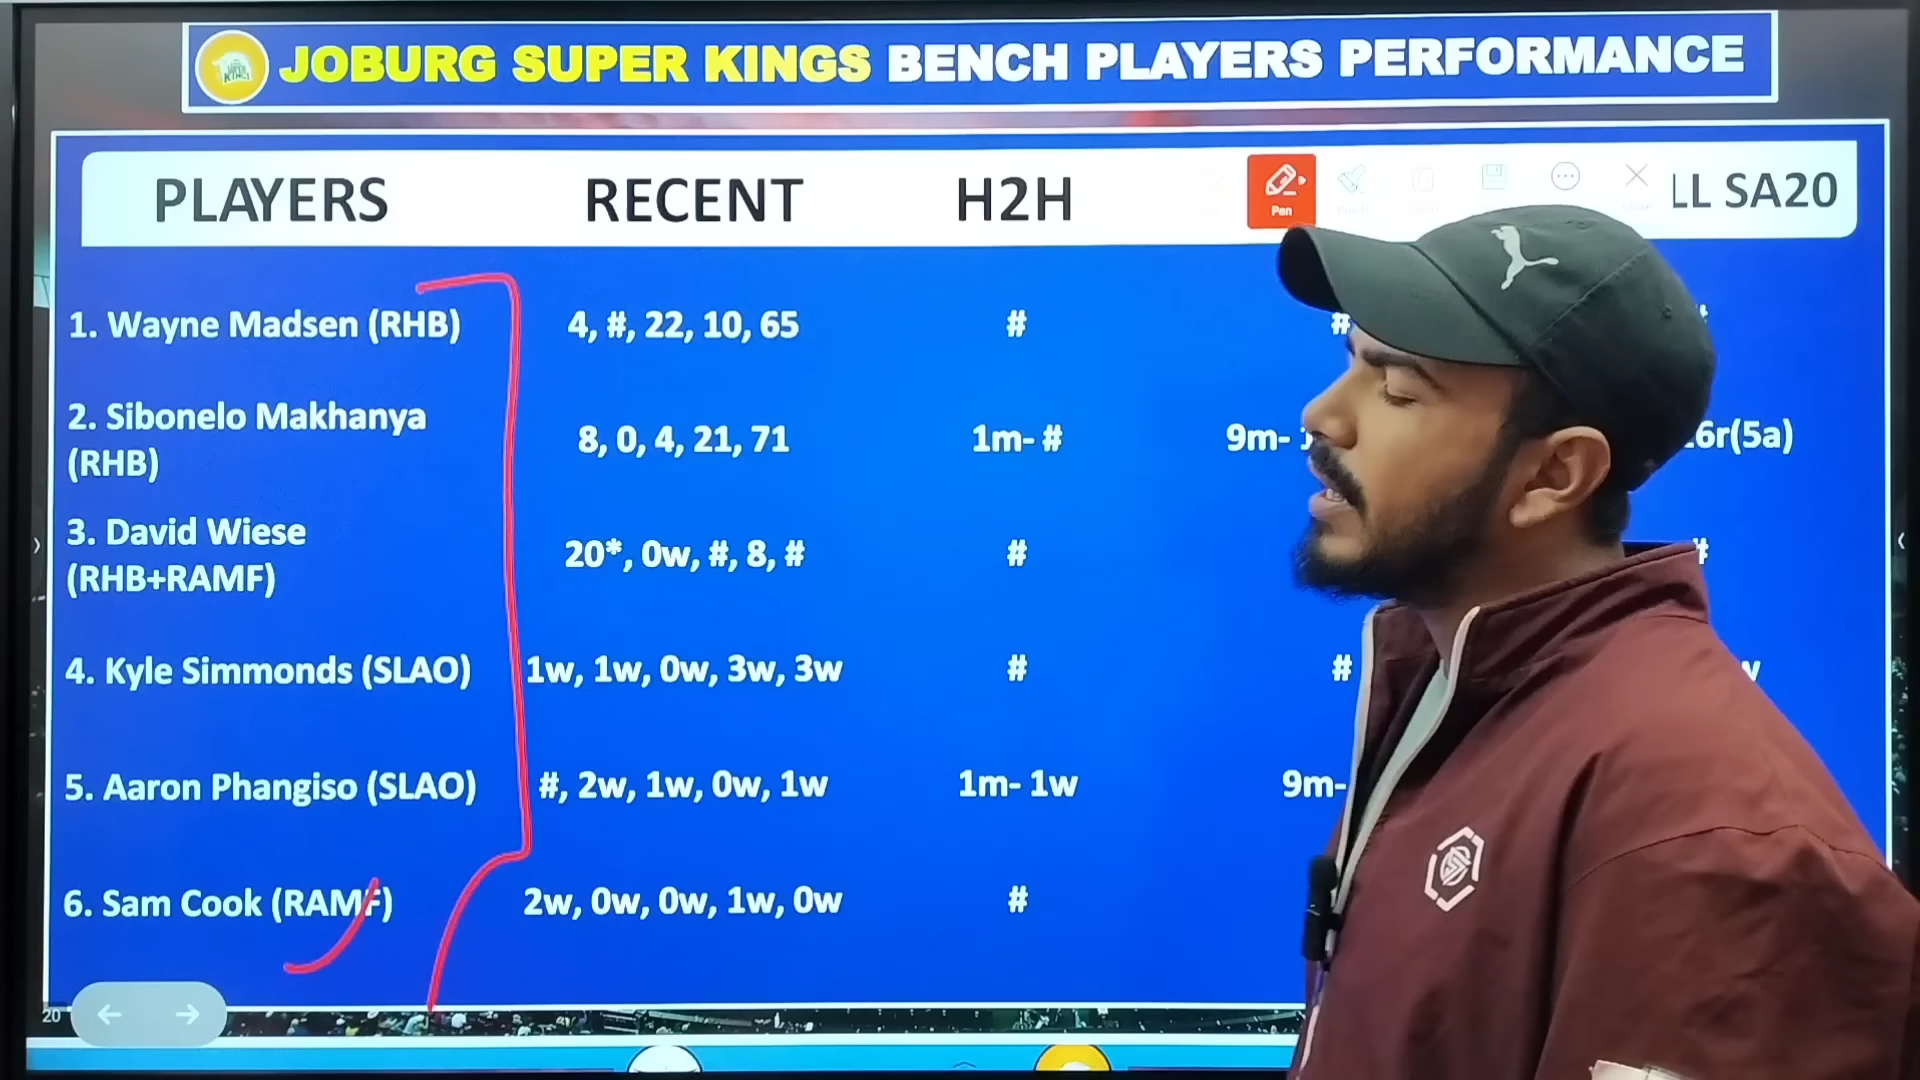 JOBURG SUPER KINGS BENCH PLAYERS PERFORMANCE
PLAYERS RECENT H2H LL SA20
Pen
1. Wayne Madsen (RHB) 4, #, 22, 10, 65 # #
2. Sibonelo Makhanya
(RHB) 8, 0, 4, 21, 71 1m- # 9m- 6r(5a)
3. David Wiese
(RHB+RAMF) 20*, 0w, #, 8, # # #
4. Kyle Simmonds (SLAO) 1w, 1w, 0w, 3w, 3w # # w
5. Aaron Phangiso (SLAO) #, 2w, 1w, 0w, 1w 1m- 1w 9m-
6. Sam Cook (RAMF) 2w, 0w, 0w, 1w, 0w #
20